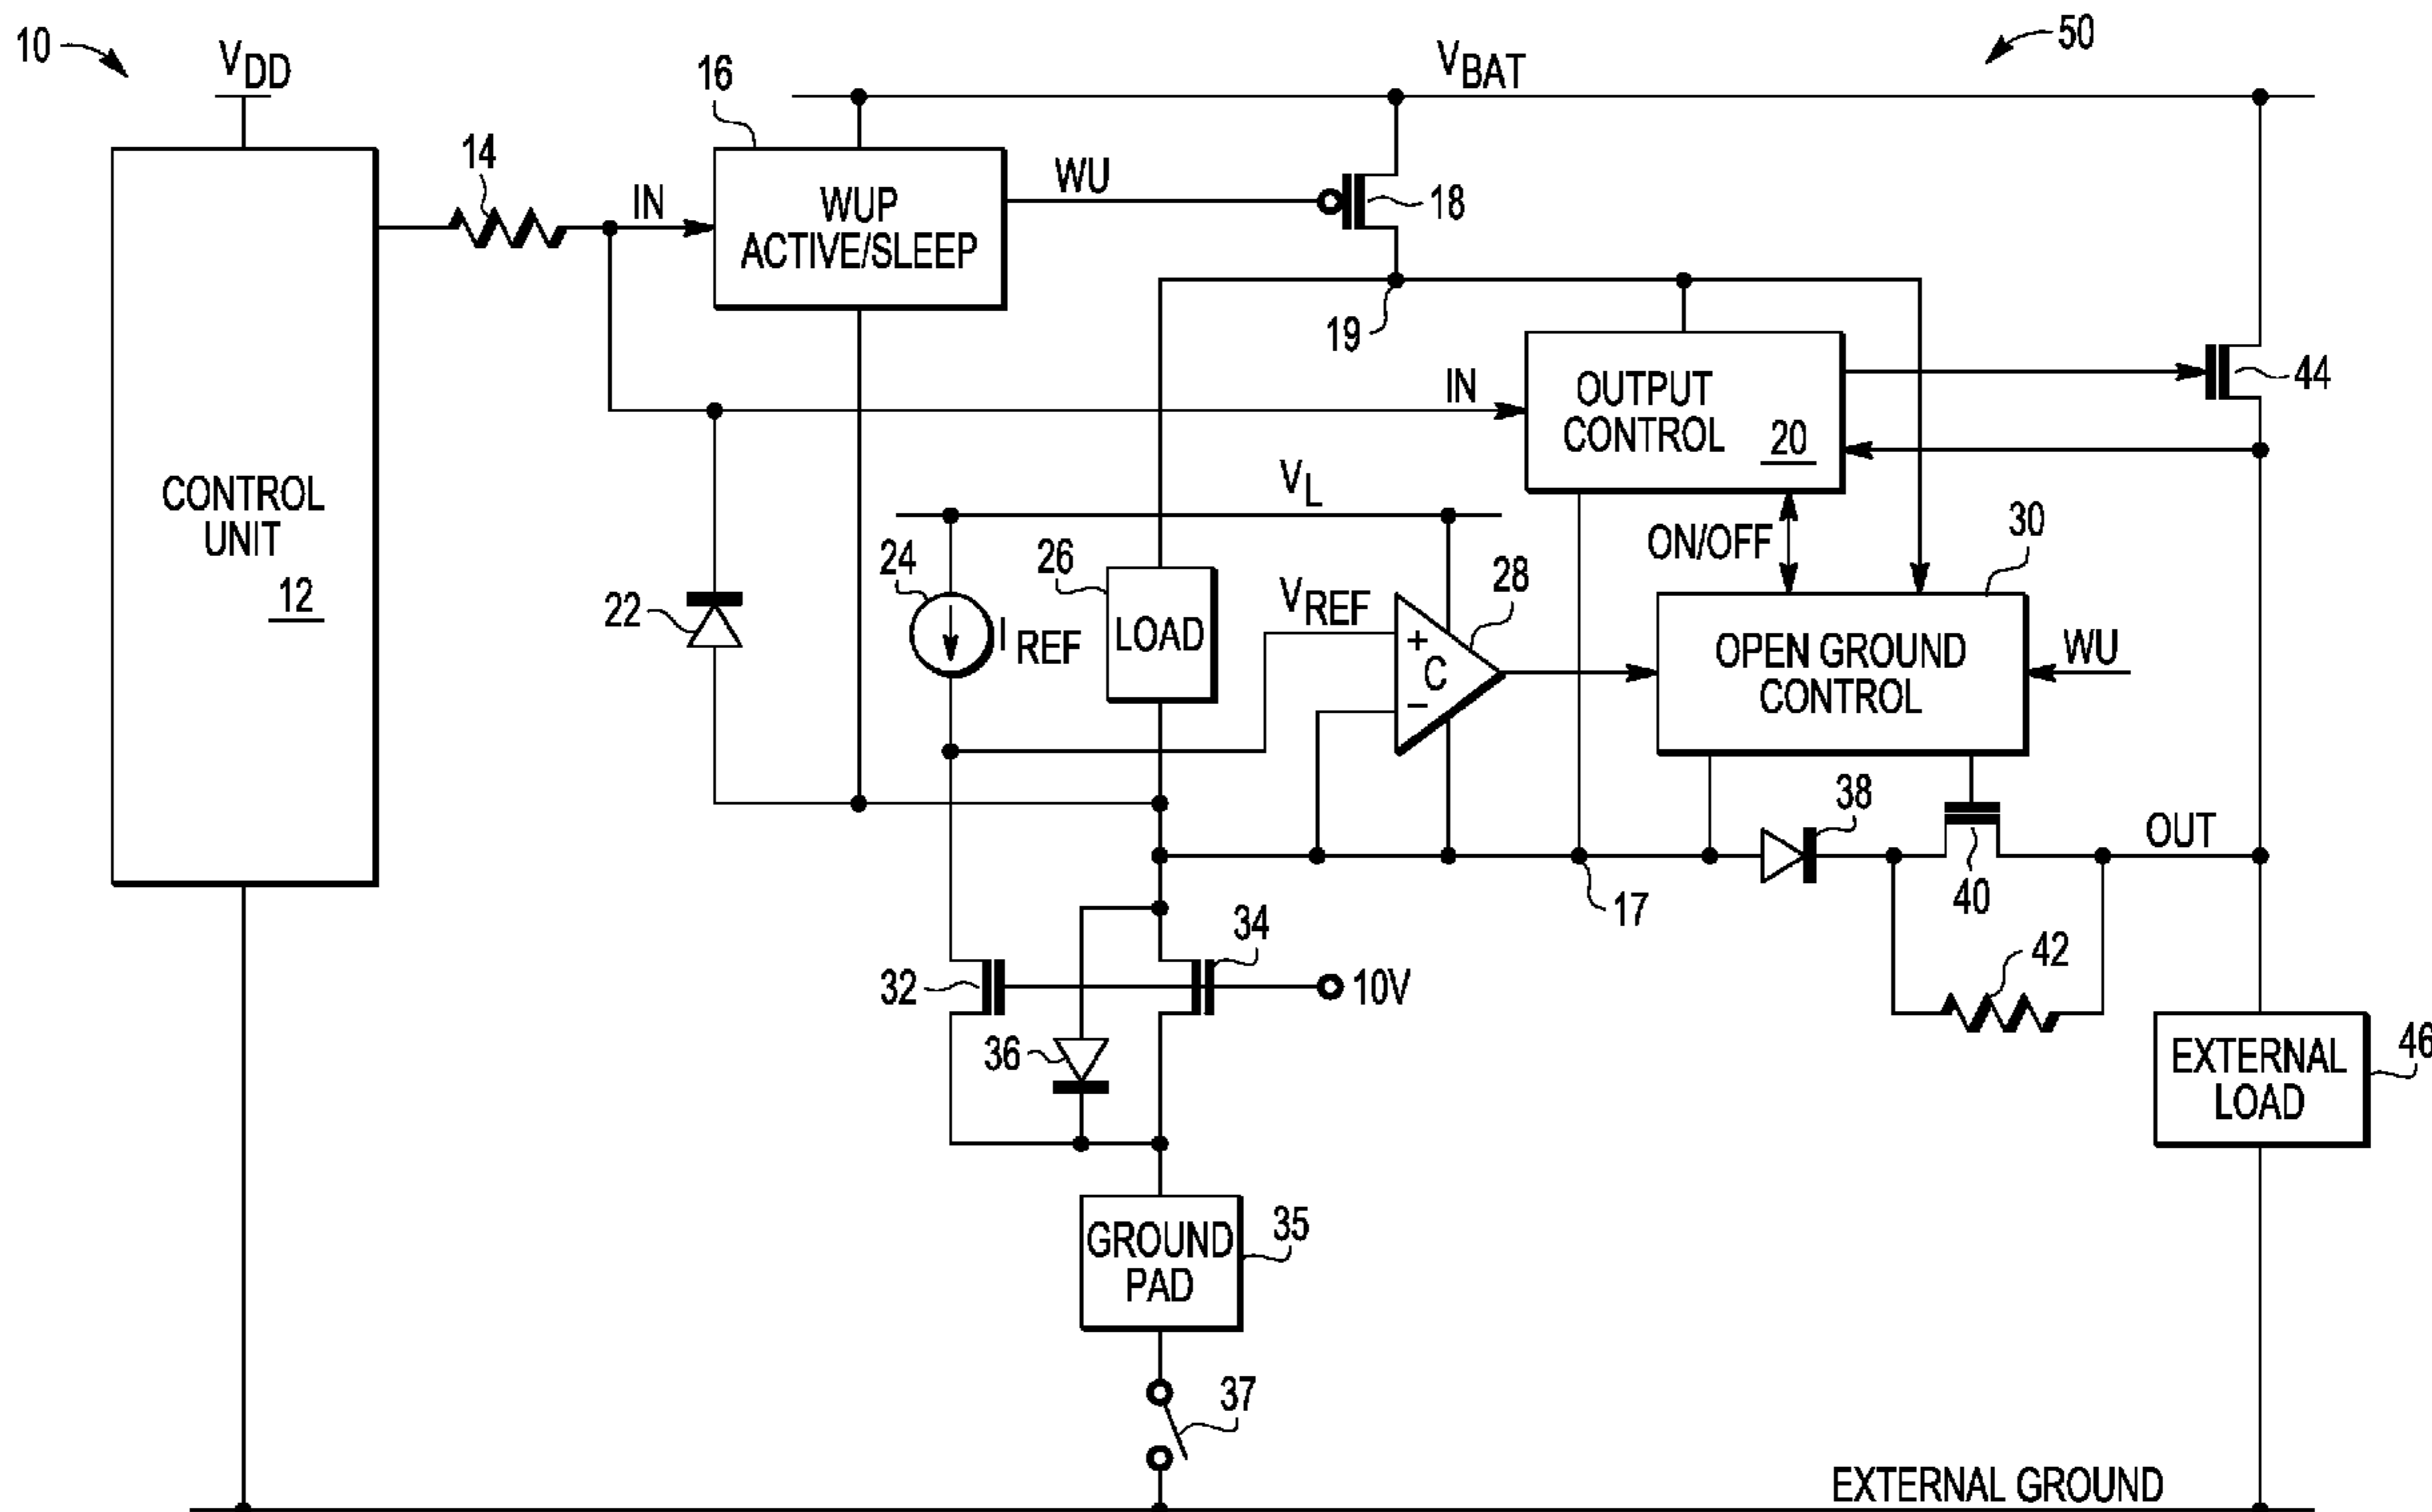 10
VDD
16
VBAT
50
14
IN
WUP
ACTIVE/SLEEP
WU
18
19
IN
OUTPUT
CONTROL
20
44
CONTROL
UNIT
12
VL
ON/OFF
30
24
IREF
26
LOAD
VREF
28
+
C
−
22
OPEN GROUND
CONTROL
WU
38
40
OUT
17
34
32
10V
42
36
EXTERNAL
LOAD
46
GROUND
PAD
35
37
EXTERNAL GROUND